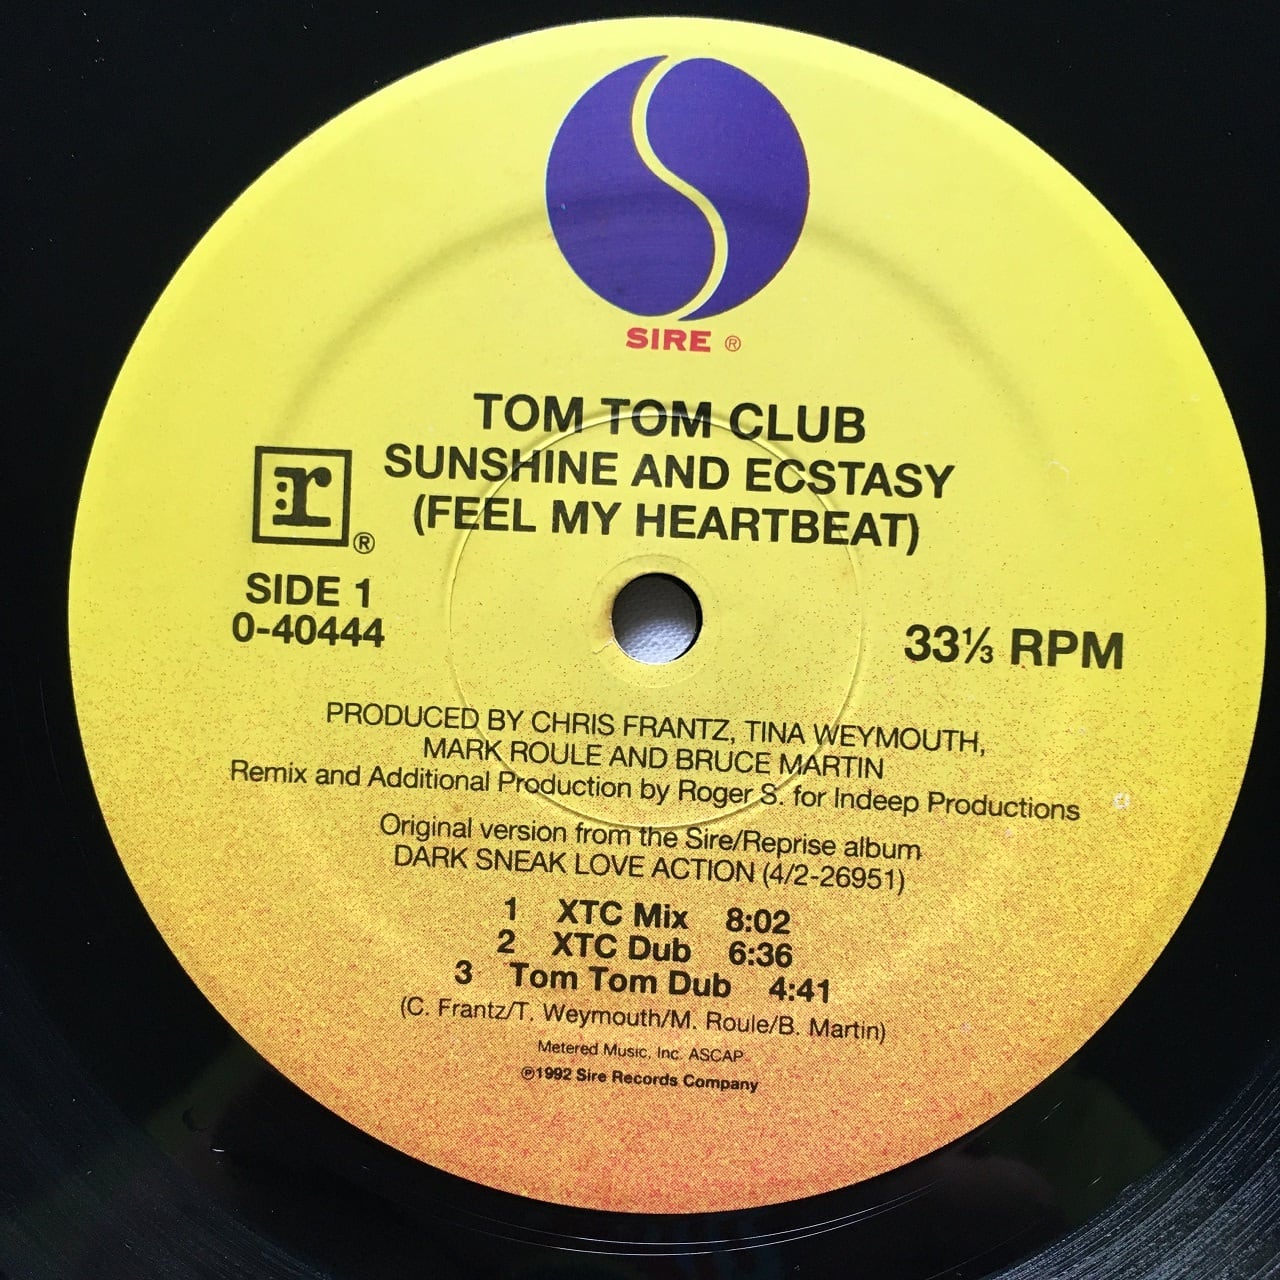 SIRE ®
TOM TOM CLUB
SUNSHINE AND ECSTASY
(FEEL MY HEARTBEAT)
:r ®
SIDE 1
0-40444
33⅓ RPM
PRODUCED BY CHRIS FRANTZ, TINA WEYMOUTH,
MARK ROULE AND BRUCE MARTIN
Remix and Additional Production by Roger S. for Indeep Productions
Original version from the Sire/Reprise album
DARK SNEAK LOVE ACTION (4/2-26951)
1 XTC Mix 8:02
2 XTC Dub 6:36
3 Tom Tom Dub 4:41
(C. Frantz/T. Weymouth/M. Roule/B. Martin)
Metered Music, Inc. ASCAP
℗1992 Sire Records Company